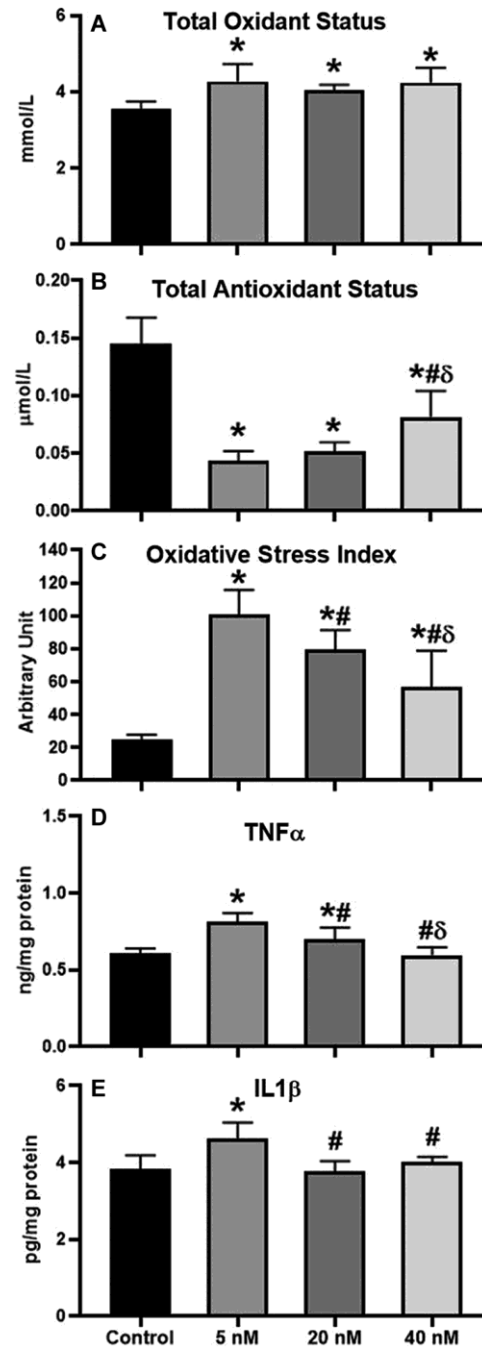 A Total Oxidant Status
6
4
2
0
mmol/L
* * *
B Total Antioxidant Status
0.20
0.15
0.10
0.05
0.00
μmol/L
* * *#δ
C Oxidative Stress Index
140
120
100
80
60
40
20
0
Arbitrary Unit
* *# *#δ
D TNFα
1.5
1.0
0.5
0.0
ng/mg protein
* *# #δ
E IL1β
6
4
2
0
pg/mg protein
* # #
Control 5 nM 20 nM 40 nM